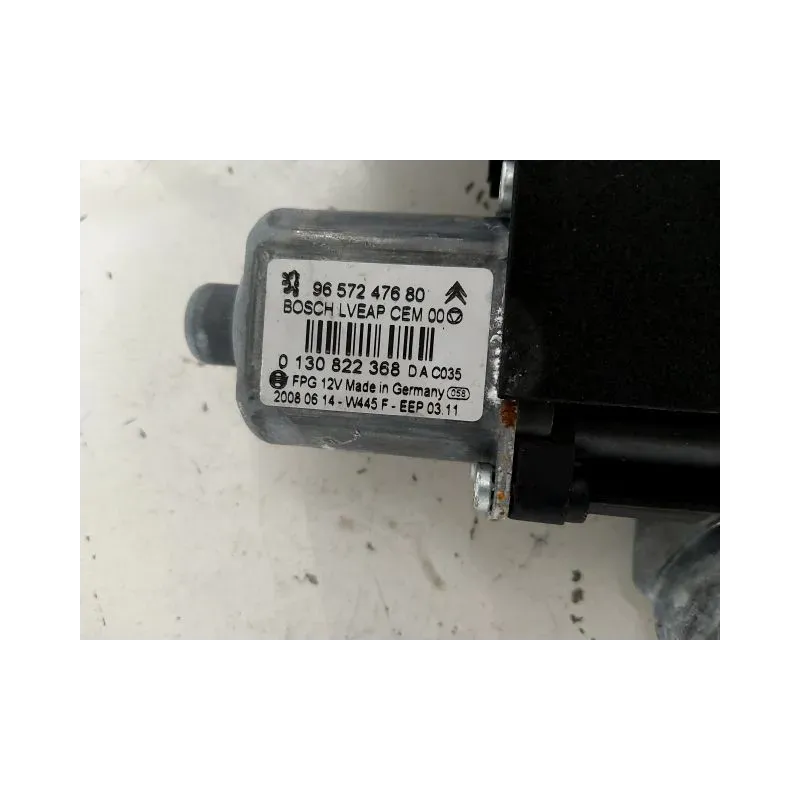 96 572 476 80
BOSCH LVEAP CEM 00
0 130 822 368 D A C035
FPG 12V Made in Germany 058
2008 06 14 - W445 F - EEP 03.11